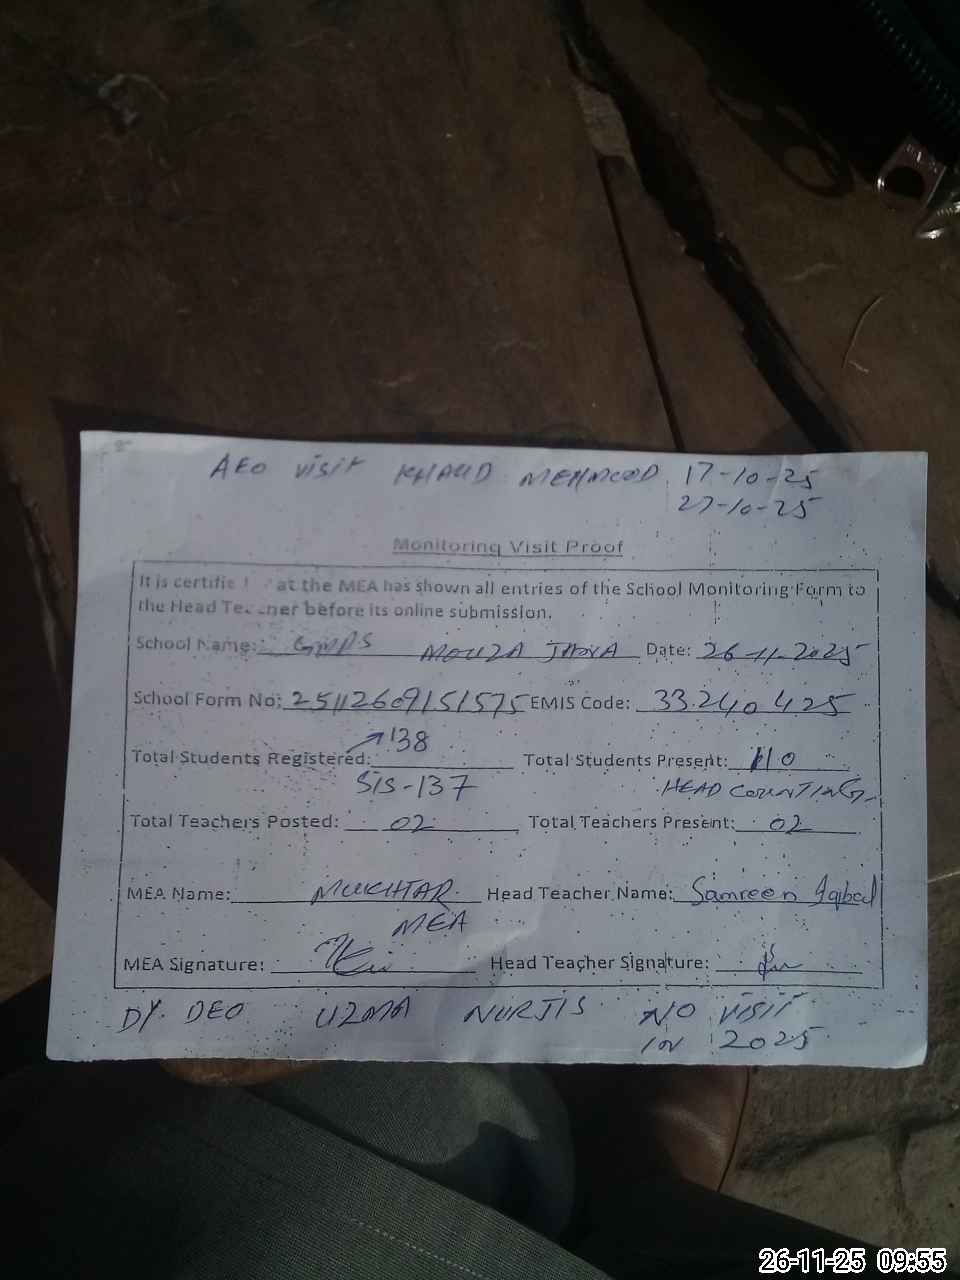 AEO visit KHALID MEHMOOD 17-10-25
27-10-25
Monitoring Visit Proof
It is certifie at the MEA has shown all entries of the School Monitoring Form to
the Head Teacher before its online submission.
School Name: GMPS MOUZA Date: 26-11-2025
School Form No: 25112609151575 EMIS Code: 33240425
138
Total Students Registered: Total Students Present: 110
SIS-137 HEAD COUNTING
Total Teachers Posted: 02 Total Teachers Present: 02
MEA Name: MUKHTAR Head Teacher Name: Samreen Iqbal
MEA
MEA Signature: Head Teacher Signature:
DY. DEO UZMA NURJIS NO VISIT
IN 2025
26-11-25 09:55